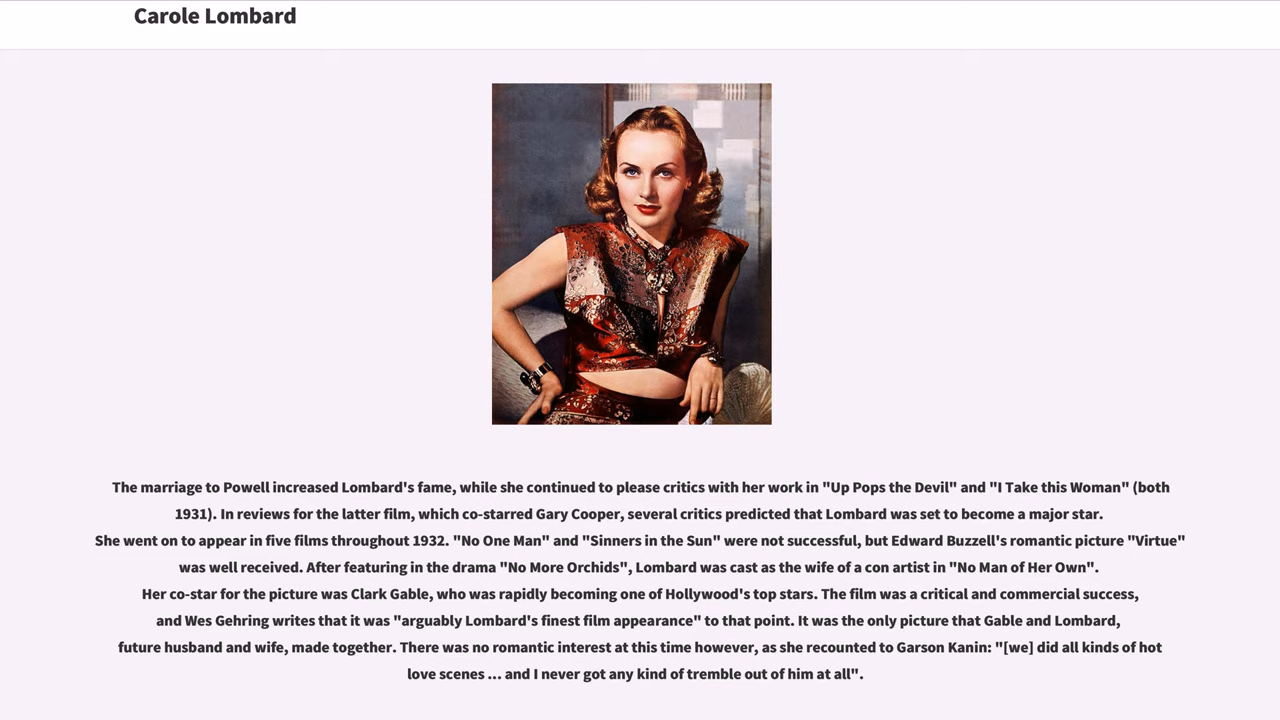 Carole Lombard
The marriage to Powell increased Lombard's fame, while she continued to please critics with her work in "Up Pops the Devil" and "I Take this Woman" (both
1931). In reviews for the latter film, which co-starred Gary Cooper, several critics predicted that Lombard was set to become a major star.
She went on to appear in five films throughout 1932. "No One Man" and "Sinners in the Sun" were not successful, but Edward Buzzell's romantic picture "Virtue"
was well received. After featuring in the drama "No More Orchids", Lombard was cast as the wife of a con artist in "No Man of Her Own".
Her co-star for the picture was Clark Gable, who was rapidly becoming one of Hollywood's top stars. The film was a critical and commercial success,
and Wes Gehring writes that it was "arguably Lombard's finest film appearance" to that point. It was the only picture that Gable and Lombard,
future husband and wife, made together. There was no romantic interest at this time however, as she recounted to Garson Kanin: "[we] did all kinds of hot
love scenes ... and I never got any kind of tremble out of him at all".